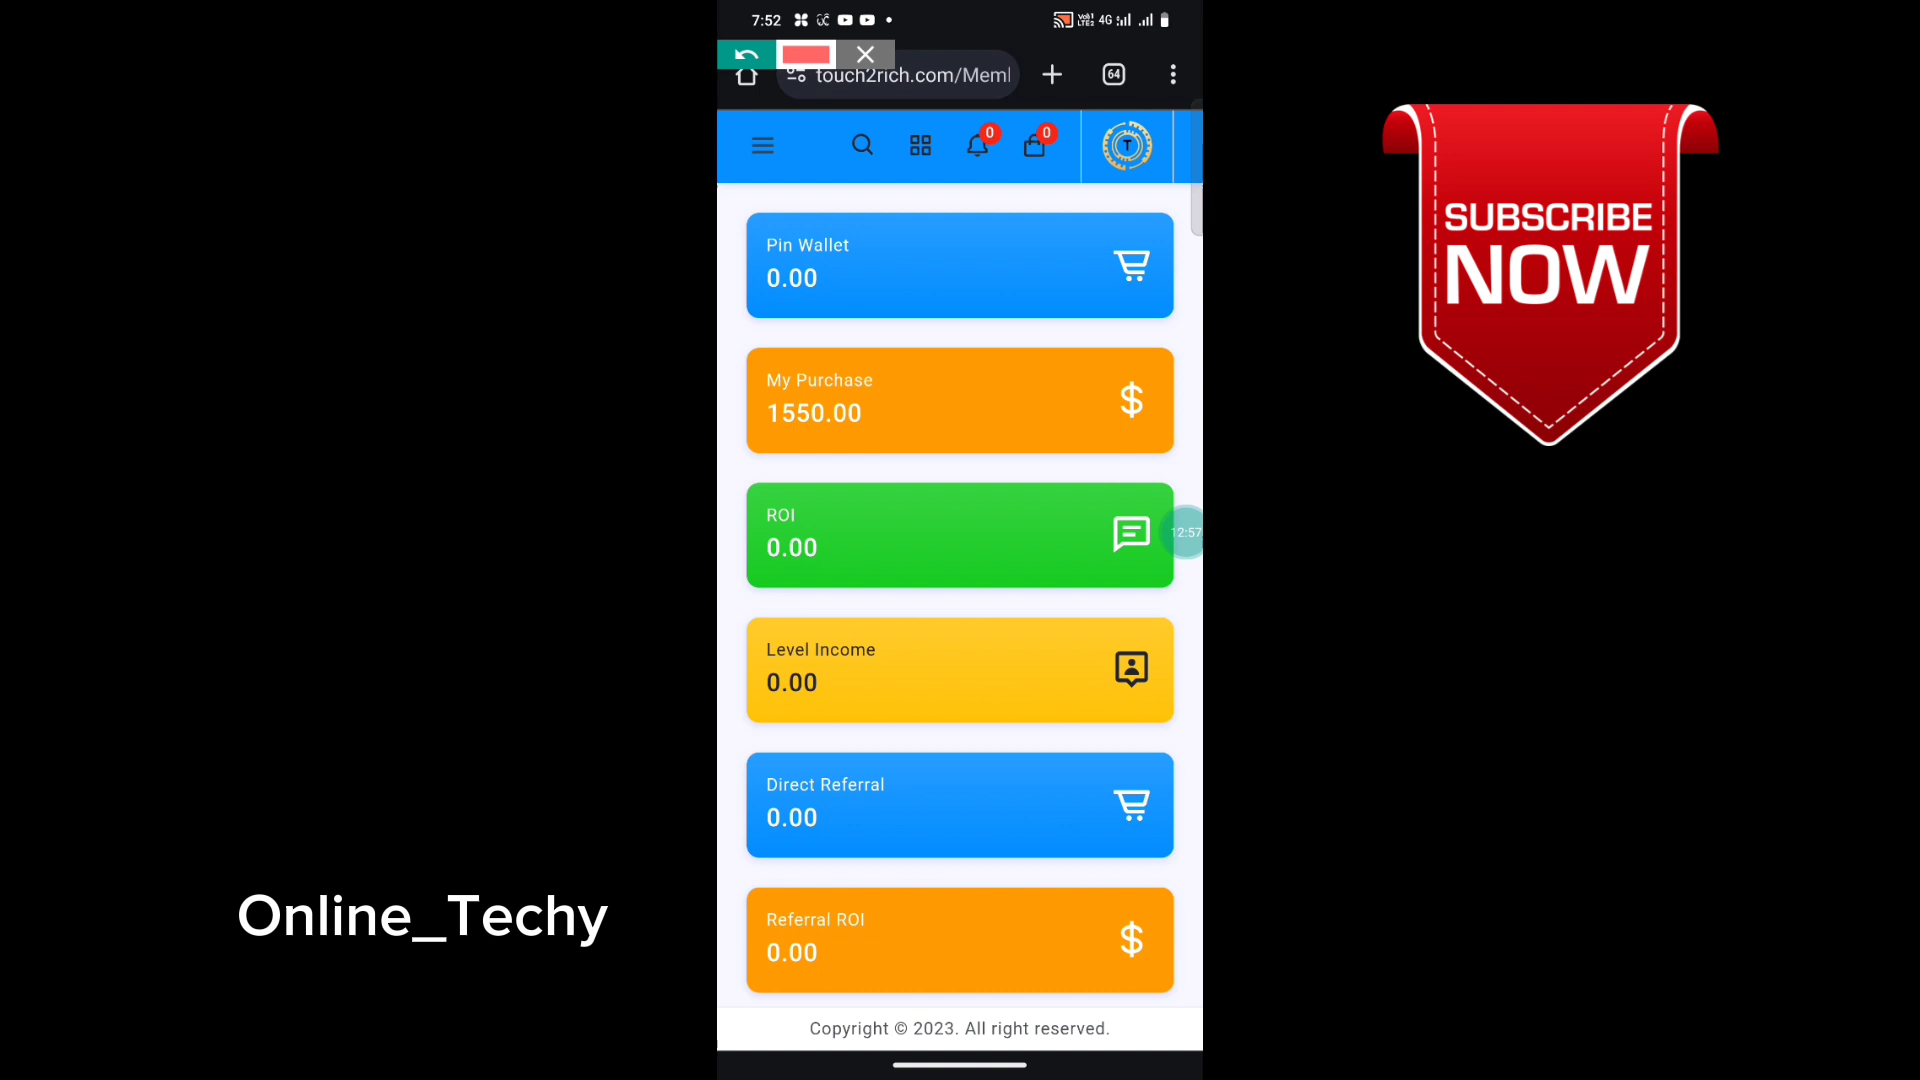 7:52
4G
touch2rich.com/Meml
64
0
0
T
Pin Wallet
0.00
My Purchase
1550.00
ROI
0.00
12:57
Level Income
0.00
Direct Referral
0.00
Referral ROI
0.00
Copyright © 2023. All right reserved.
SUBSCRIBE
NOW
Online_Techy